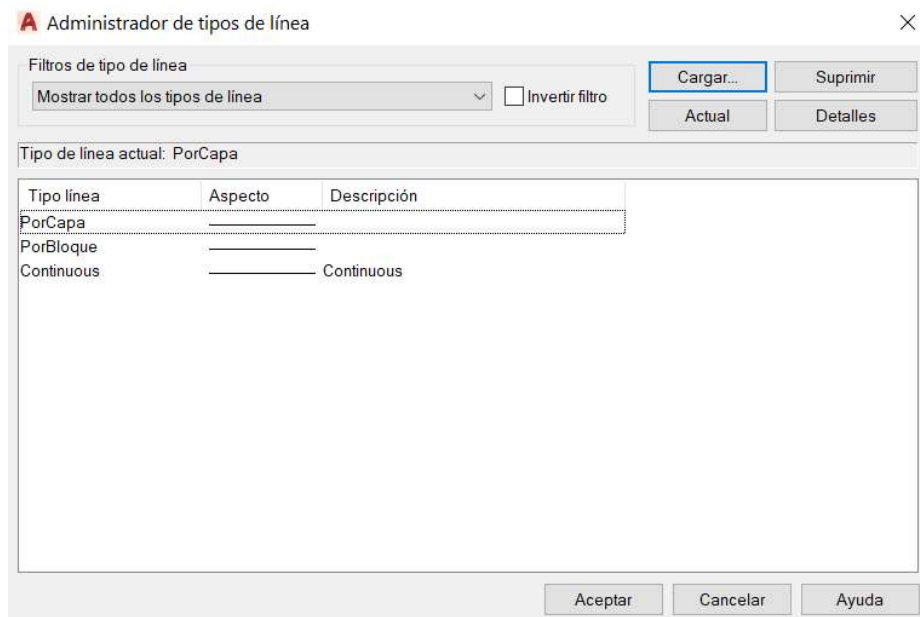 Administrador de tipos de línea
Filtros de tipo de línea
Mostrar todos los tipos de línea
Invertir filtro
Cargar...
Suprimir
Actual
Detalles
Tipo de línea actual: PorCapa
Tipo línea Aspecto Descripción
PorCapa
PorBloque
Continuous Continuous
Aceptar
Cancelar
Ayuda